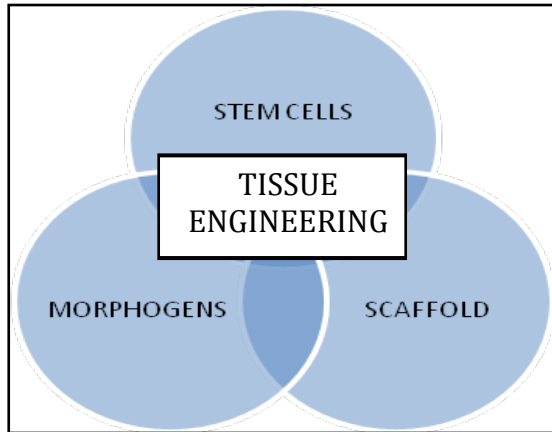 STEM CELLS
TISSUE
ENGINEERING
MORPHOGENS
SCAFFOLD